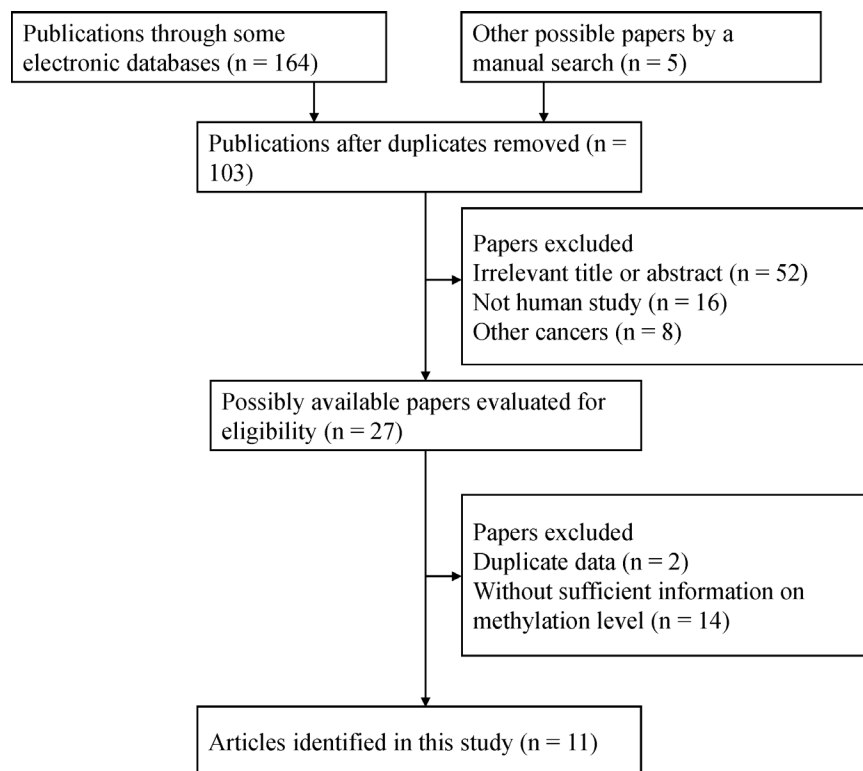 Publications through some
electronic databases (n = 164)
Other possible papers by a
manual search (n = 5)
Publications after duplicates removed (n =
103)
Papers excluded
Irrelevant title or abstract (n = 52)
Not human study (n = 16)
Other cancers (n = 8)
Possibly available papers evaluated for
eligibility (n = 27)
Papers excluded
Duplicate data (n = 2)
Without sufficient information on
methylation level (n = 14)
Articles identified in this study (n = 11)